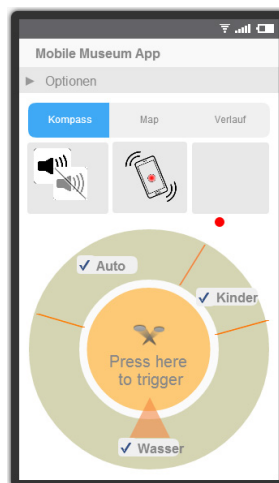 Mobile Museum App
Optionen
Kompass Map Verlauf
Auto
Kinder
Press here
to trigger
Wasser